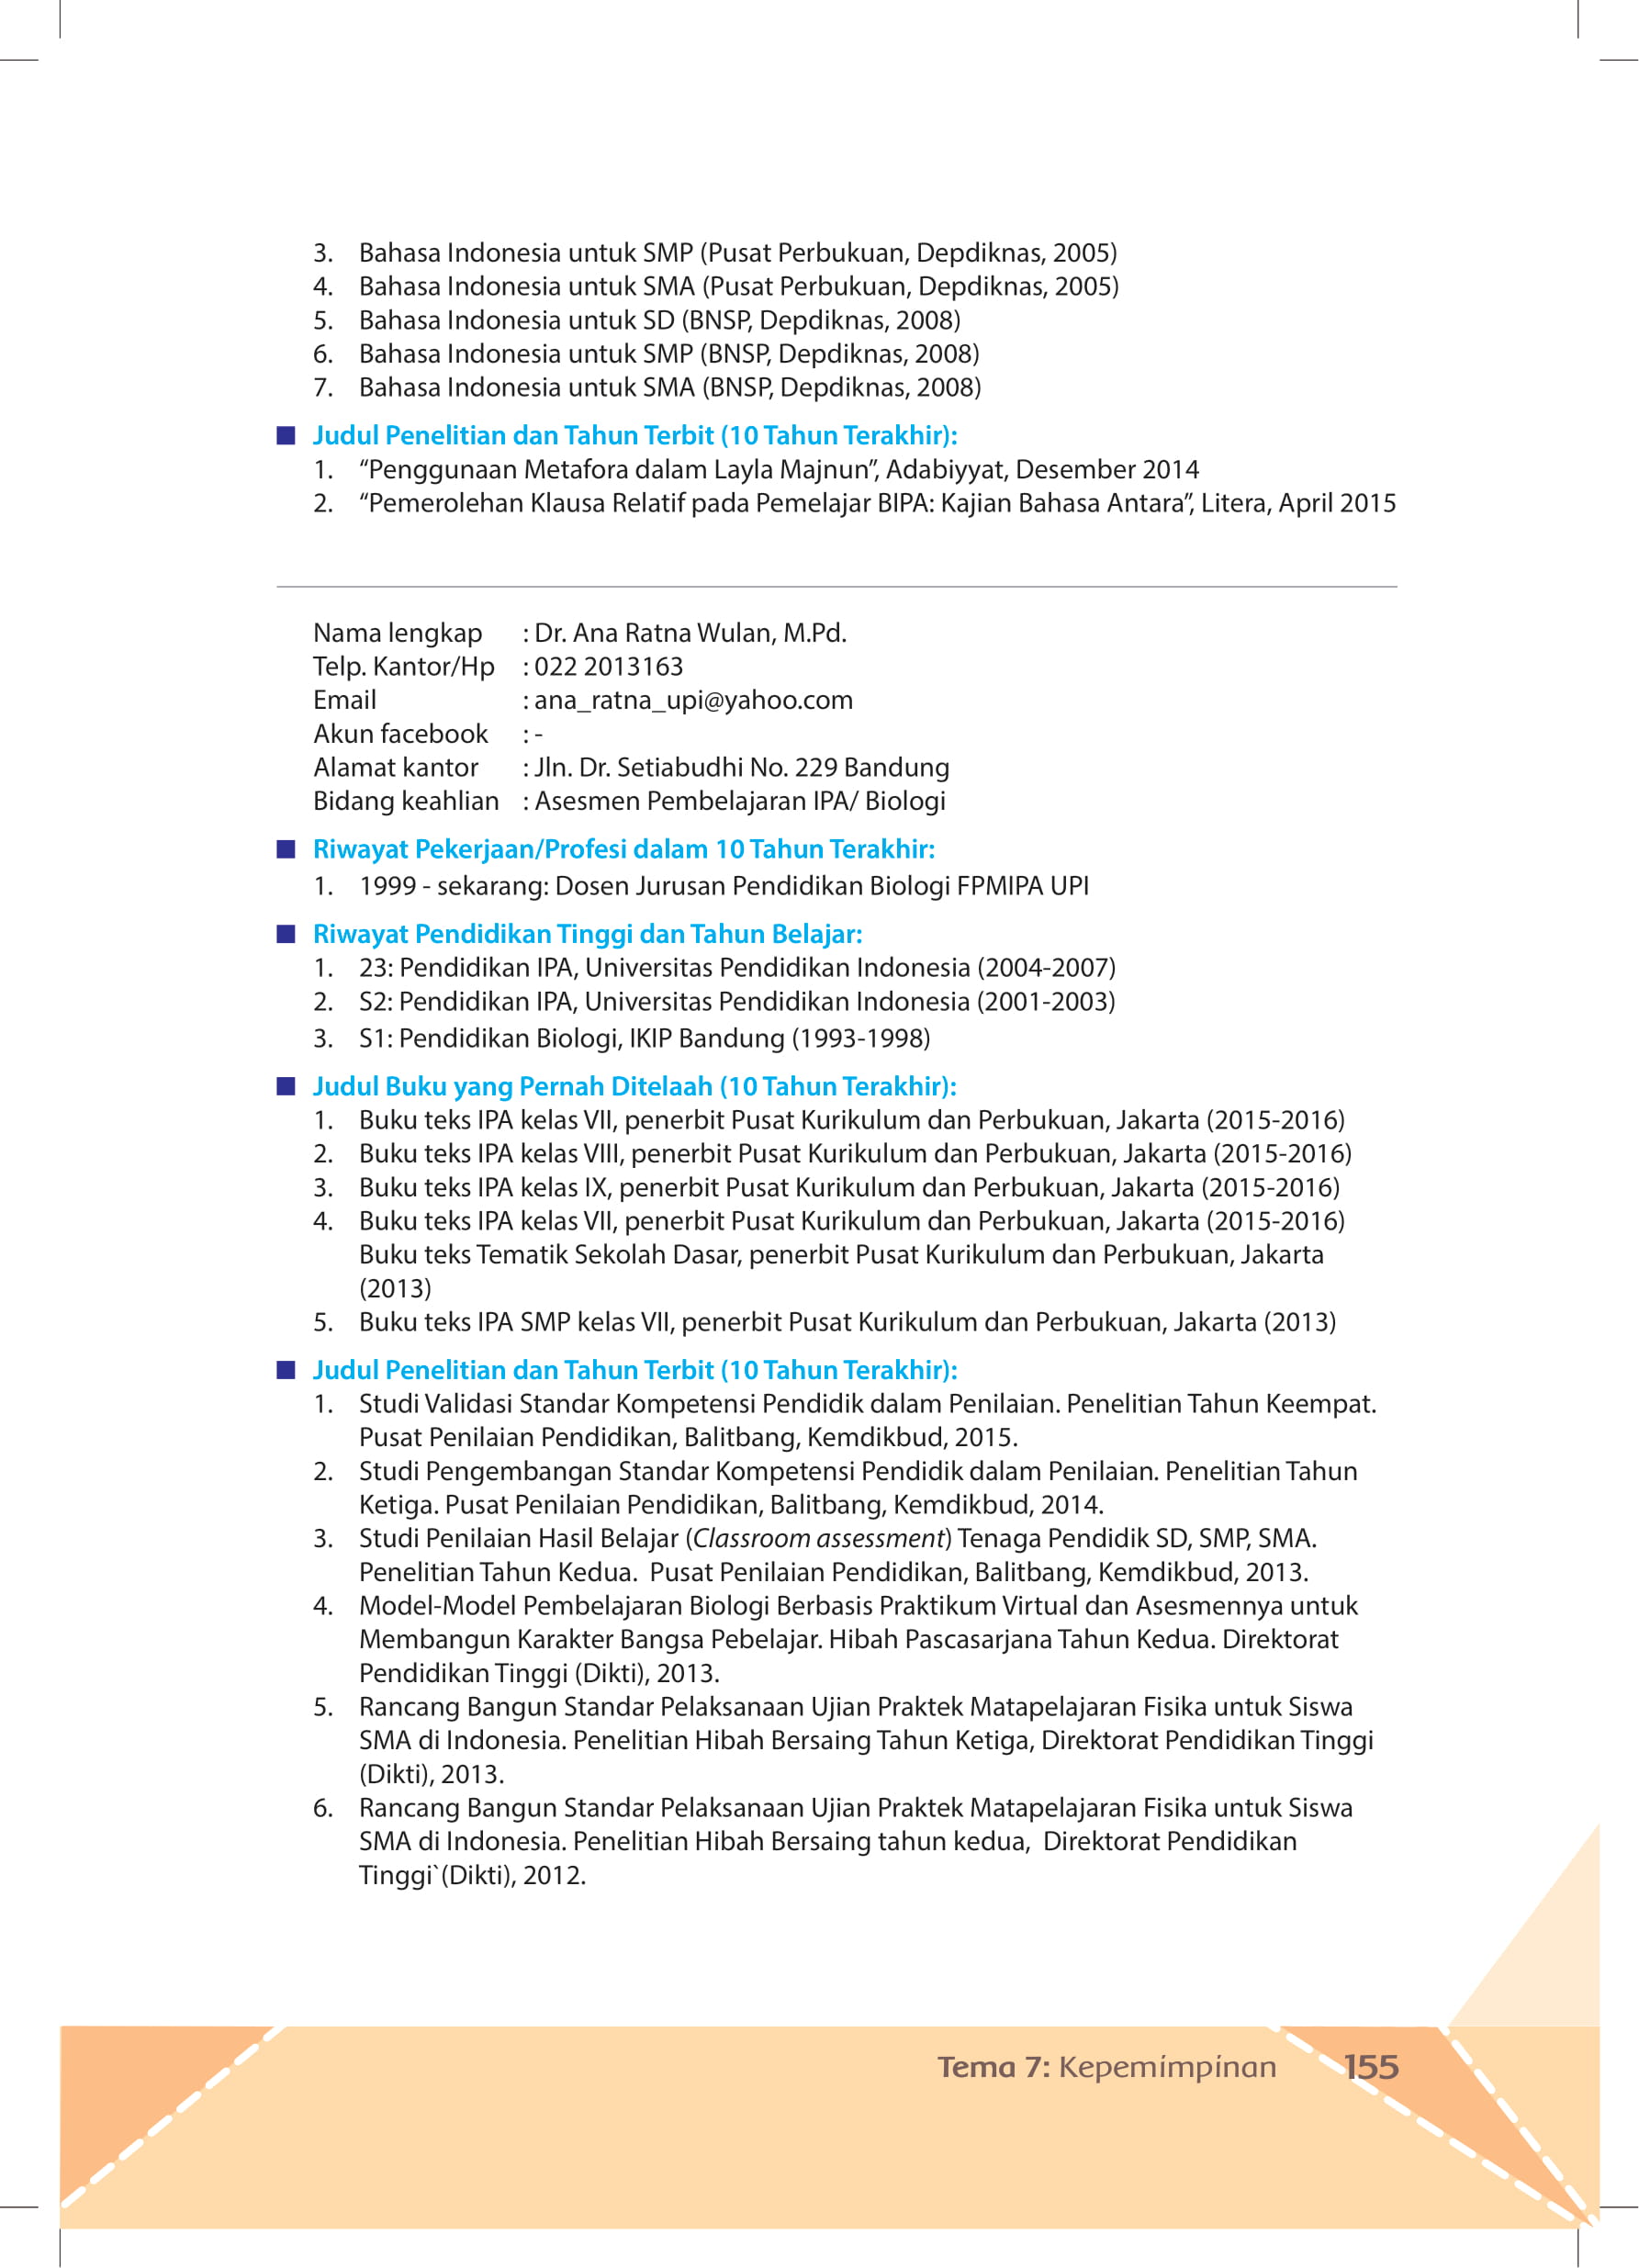 3. Bahasa Indonesia untuk SMP (Pusat Perbukuan, Depdiknas, 2005)
4. Bahasa Indonesia untuk SMA (Pusat Perbukuan, Depdiknas, 2005)
5. Bahasa Indonesia untuk SD (BNSP, Depdiknas, 2008)
6. Bahasa Indonesia untuk SMP (BNSP, Depdiknas, 2008)
7. Bahasa Indonesia untuk SMA (BNSP, Depdiknas, 2008)
Judul Penelitian dan Tahun Terbit (10 Tahun Terakhir):
1. “Penggunaan Metafora dalam Layla Majnun”, Adabiyyat, Desember 2014
2. “Pemerolehan Klausa Relatif pada Pemelajar BIPA: Kajian Bahasa Antara”, Litera, April 2015
Nama lengkap : Dr. Ana Ratna Wulan, M.Pd.
Telp. Kantor/Hp : 022 2013163
Email : ana_ratna_upi@yahoo.com
Akun facebook : -
Alamat kantor : Jln. Dr. Setiabudhi No. 229 Bandung
Bidang keahlian : Asesmen Pembelajaran IPA/ Biologi
Riwayat Pekerjaan/Profesi dalam 10 Tahun Terakhir:
1. 1999 - sekarang: Dosen Jurusan Pendidikan Biologi FPMIPA UPI
Riwayat Pendidikan Tinggi dan Tahun Belajar:
1. 23: Pendidikan IPA, Universitas Pendidikan Indonesia (2004-2007)
2. S2: Pendidikan IPA, Universitas Pendidikan Indonesia (2001-2003)
3. S1: Pendidikan Biologi, IKIP Bandung (1993-1998)
Judul Buku yang Pernah Ditelaah (10 Tahun Terakhir):
1. Buku teks IPA kelas VII, penerbit Pusat Kurikulum dan Perbukuan, Jakarta (2015-2016)
2. Buku teks IPA kelas VIII, penerbit Pusat Kurikulum dan Perbukuan, Jakarta (2015-2016)
3. Buku teks IPA kelas IX, penerbit Pusat Kurikulum dan Perbukuan, Jakarta (2015-2016)
4. Buku teks IPA kelas VII, penerbit Pusat Kurikulum dan Perbukuan, Jakarta (2015-2016)
Buku teks Tematik Sekolah Dasar, penerbit Pusat Kurikulum dan Perbukuan, Jakarta
(2013)
5. Buku teks IPA SMP kelas VII, penerbit Pusat Kurikulum dan Perbukuan, Jakarta (2013)
Judul Penelitian dan Tahun Terbit (10 Tahun Terakhir):
1. Studi Validasi Standar Kompetensi Pendidik dalam Penilaian. Penelitian Tahun Keempat.
Pusat Penilaian Pendidikan, Balitbang, Kemdikbud, 2015.
2. Studi Pengembangan Standar Kompetensi Pendidik dalam Penilaian. Penelitian Tahun
Ketiga. Pusat Penilaian Pendidikan, Balitbang, Kemdikbud, 2014.
3. Studi Penilaian Hasil Belajar (Classroom assessment) Tenaga Pendidik SD, SMP, SMA.
Penelitian Tahun Kedua. Pusat Penilaian Pendidikan, Balitbang, Kemdikbud, 2013.
4. Model-Model Pembelajaran Biologi Berbasis Praktikum Virtual dan Asesmennya untuk
Membangun Karakter Bangsa Pebelajar. Hibah Pascasarjana Tahun Kedua. Direktorat
Pendidikan Tinggi (Dikti), 2013.
5. Rancang Bangun Standar Pelaksanaan Ujian Praktek Matapelajaran Fisika untuk Siswa
SMA di Indonesia. Penelitian Hibah Bersaing Tahun Ketiga, Direktorat Pendidikan Tinggi
(Dikti), 2013.
6. Rancang Bangun Standar Pelaksanaan Ujian Praktek Matapelajaran Fisika untuk Siswa
SMA di Indonesia. Penelitian Hibah Bersaing tahun kedua, Direktorat Pendidikan
Tinggi`(Dikti), 2012.
Tema 7: Kepemimpinan 155